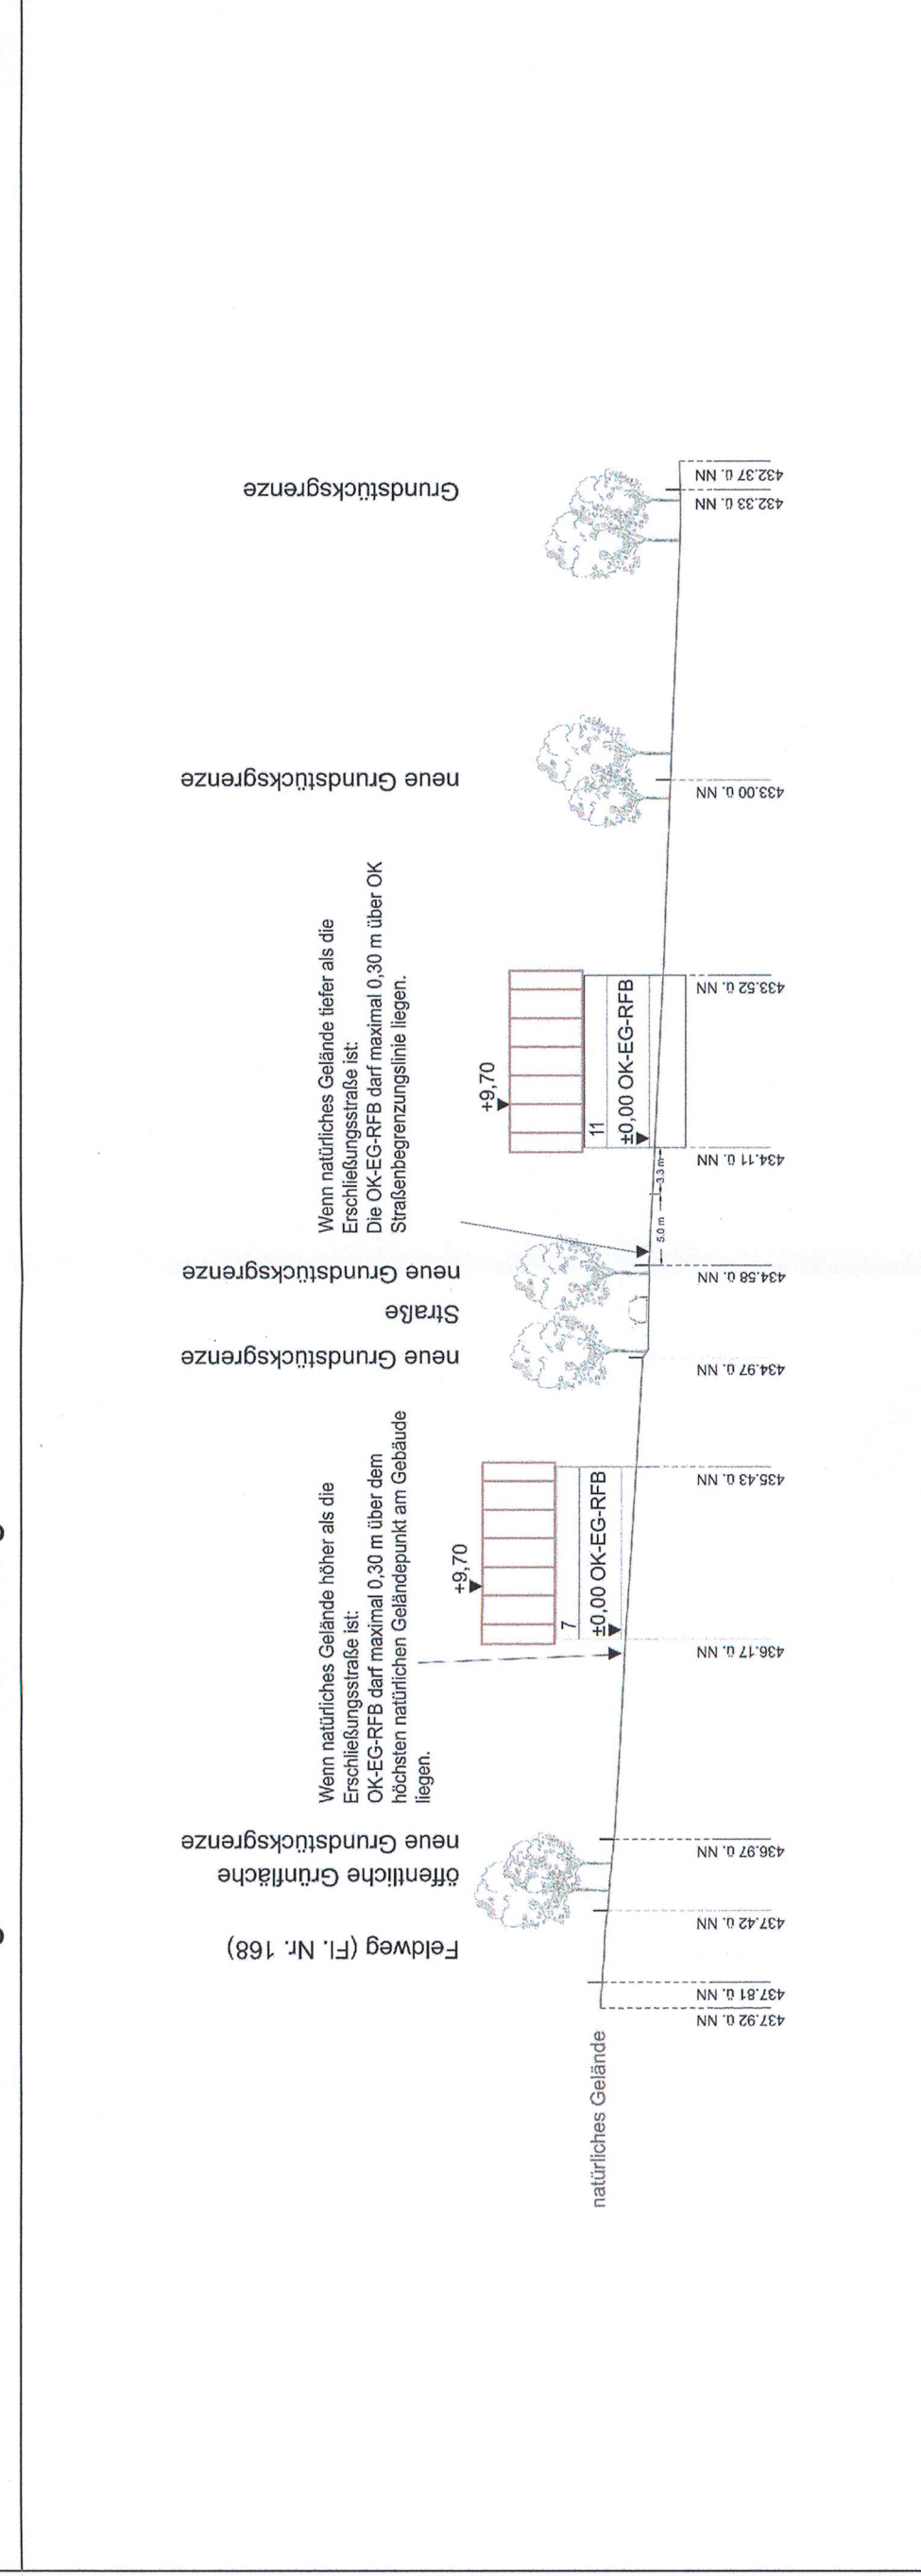 Feldweg (Fl. Nr. 168)
öffentliche Grünfläche
neue Grundstücksgrenze
Wenn natürliches Gelände höher als die
Erschließungsstraße ist:
OK-EG-RFB darf maximal 0,30 m über dem
höchsten natürlichen Geländepunkt am Gebäude
liegen.
+9,70
7
±0,00 OK-EG-RFB
neue Grundstücksgrenze
Straße
neue Grundstücksgrenze
Wenn natürliches Gelände tiefer als die
Erschließungsstraße ist:
Die OK-EG-RFB darf maximal 0,30 m über OK
Straßenbegrenzungslinie liegen.
+9,70
11
±0,00 OK-EG-RFB
5.0 m
3.3 m
neue Grundstücksgrenze
Grundstücksgrenze
natürliches Gelände
437.92 ü. NN
437.81 ü. NN
437.42 ü. NN
436.97 ü. NN
436.17 ü. NN
435.43 ü. NN
434.97 ü. NN
434.58 ü. NN
434.11 ü. NN
433.52 ü. NN
433.00 ü. NN
432.33 ü. NN
432.37 ü. NN